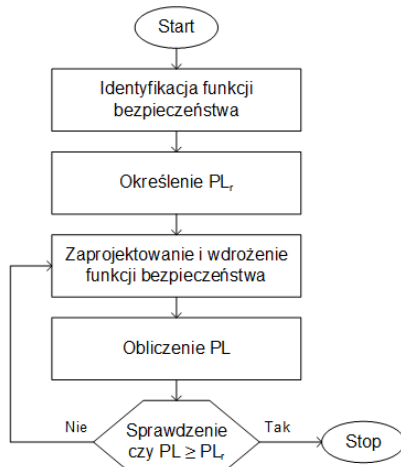 Start
Identyfikacja funkcji
bezpieczeństwa
Określenie PLr
Zaprojektowanie i wdrożenie
funkcji bezpieczeństwa
Obliczenie PL
Nie
Sprawdzenie
czy PL ≥ PLr
Tak
Stop